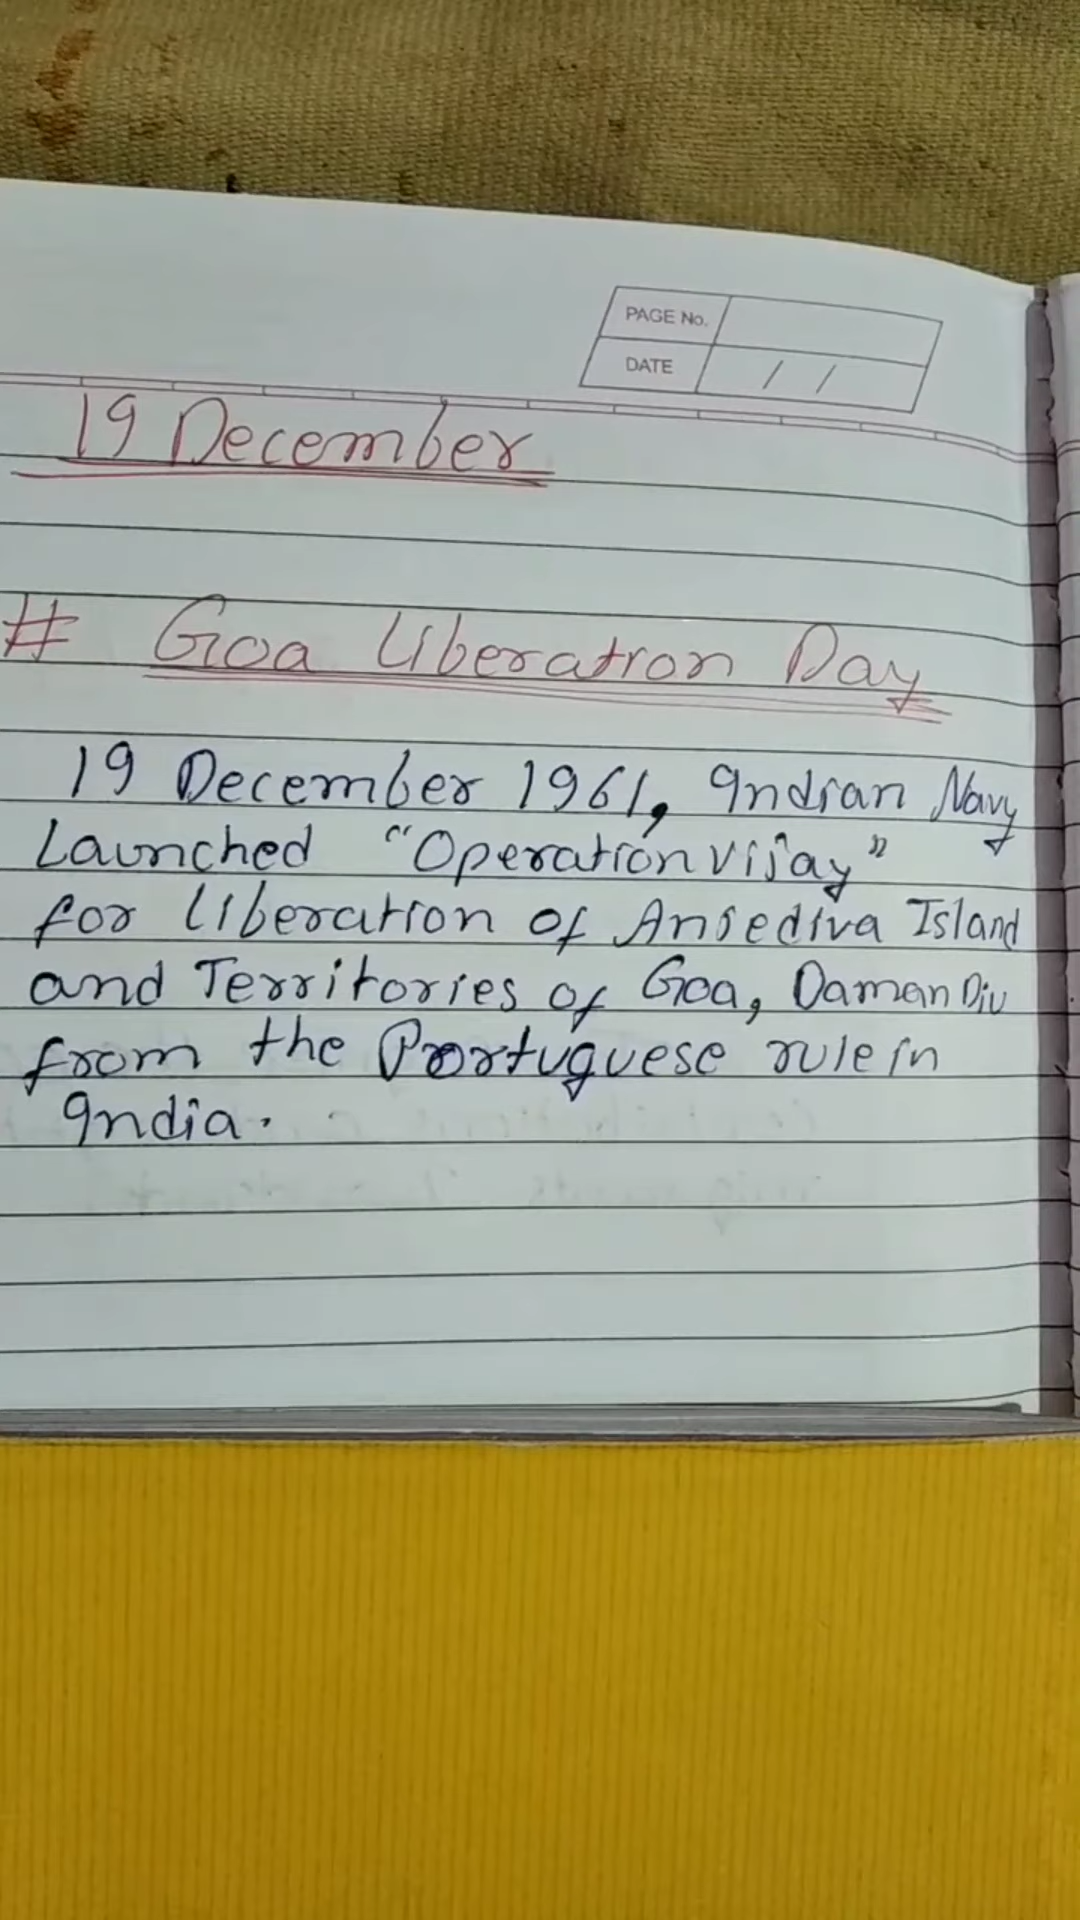 PAGE No.
DATE / /
19 December
# Goa Liberation Day
19 December 1961, Indian Navy
Launched "Operation Vijay"
for liberation of Anjediva Island
and Territories of Goa, Daman Diu
from the Portuguese rule in
India.